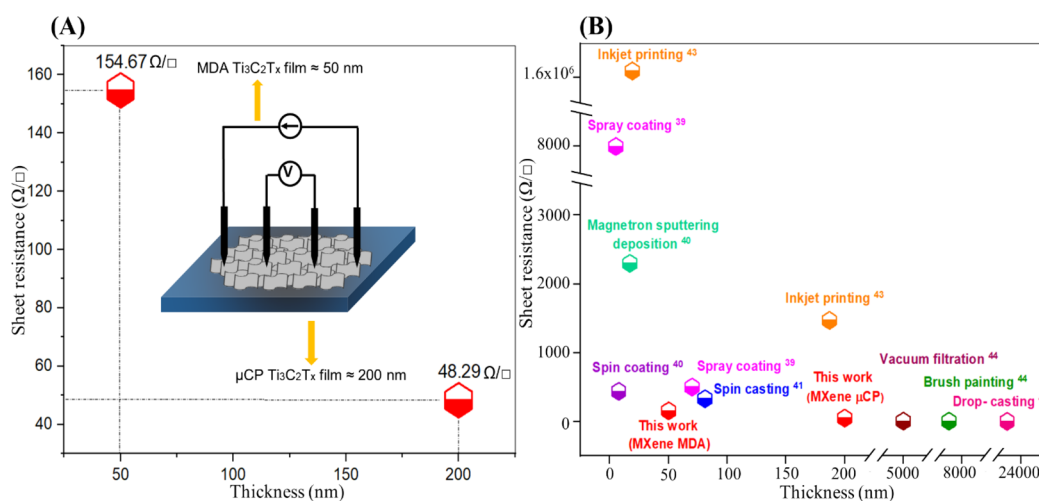 (A)
154.67 Ω/□
MDA Ti3C2Tx film ≈ 50 nm
V
μCP Ti3C2Tx film ≈ 200 nm
48.29 Ω/□
160
140
120
100
80
60
40
Sheet resistance (Ω/□)
50
100
150
200
Thickness (nm)
(B)
Inkjet printing 43
Spray coating 39
Magnetron sputtering
deposition 40
Inkjet printing 43
Spin coating 40
Spray coating 39
Spin casting 41
This work
(MXene MDA)
This work
(MXene μCP)
Vacuum filtration 44
Brush painting 44
Drop- casting
1.6x10⁶
8000
3000
2000
1000
0
Sheet resistance (Ω/□)
0
50
100
150
200
5000
8000
24000
Thickness (nm)